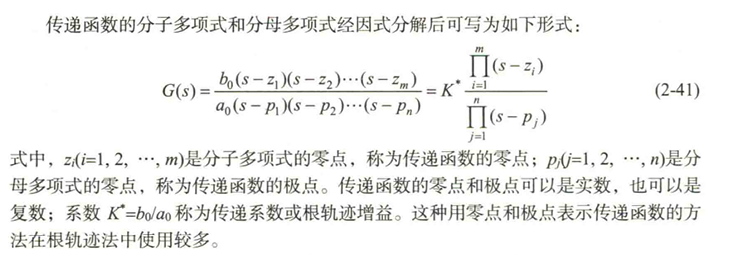 传递函数的分子多项式和分母多项式经因式分解后可写为如下形式：
G(s) = \frac{b_0(s-z_1)(s-z_2)\cdots(s-z_m)}{a_0(s-p_1)(s-p_2)\cdots(s-p_n)} = K^* \frac{\prod_{i=1}^{m}(s-z_i)}{\prod_{j=1}^{n}(s-p_j)} (2-41)
式中，z_i(i=1, 2, ⋯, m)是分子多项式的零点，称为传递函数的零点；p_j(j=1, 2, ⋯, n)是分
母多项式的零点，称为传递函数的极点。传递函数的零点和极点可以是实数，也可以是
复数；系数 K^*=b_0/a_0 称为传递系数或根轨迹增益。这种用零点和极点表示传递函数的方
法在根轨迹法中使用较多。